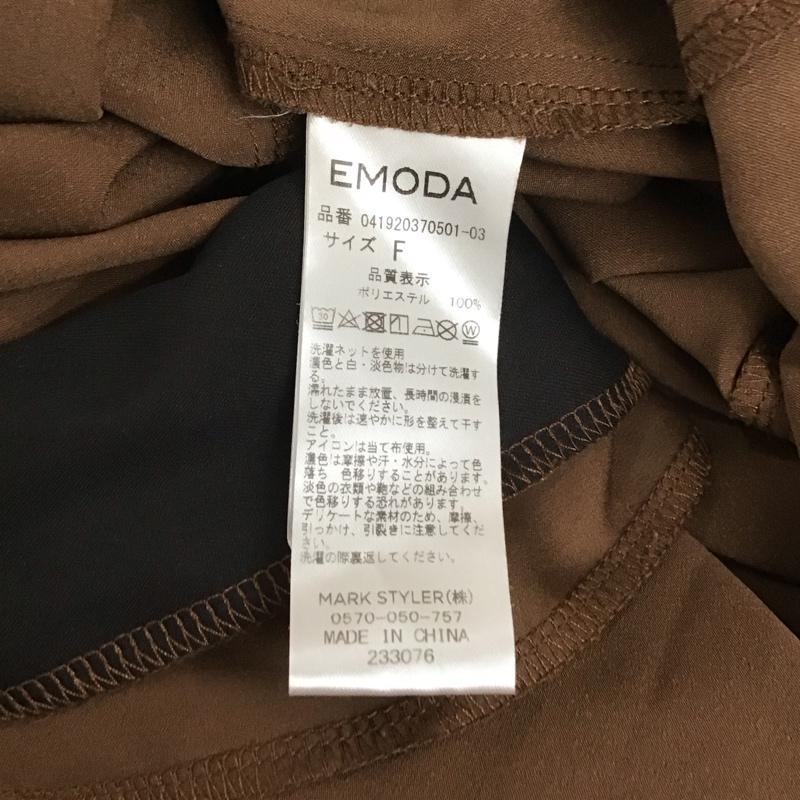 EMODA
品番 041920370501-03
サイズ F
品質表示
ポリエステル 100%
30 W
洗濯ネットを使用
濃色と白・淡色物は分けて洗濯す
る。
濡れたまま放置、長時間の浸漬を
しないでください。
洗濯後は速やかに形を整えて干す
こと。
アイロンは当て布使用。
濃色は摩擦や汗・水分によって色
落ち 色移りすることがあります。
淡色の衣類や鞄などの組み合わせ
で色移りする恐れがあります。
デリケートな素材のため、摩擦、
引っかけ、引裂きに注意してくだ
さい。
洗濯の際裏返してください。
MARK STYLER(株)
0570-050-757
MADE IN CHINA
233076